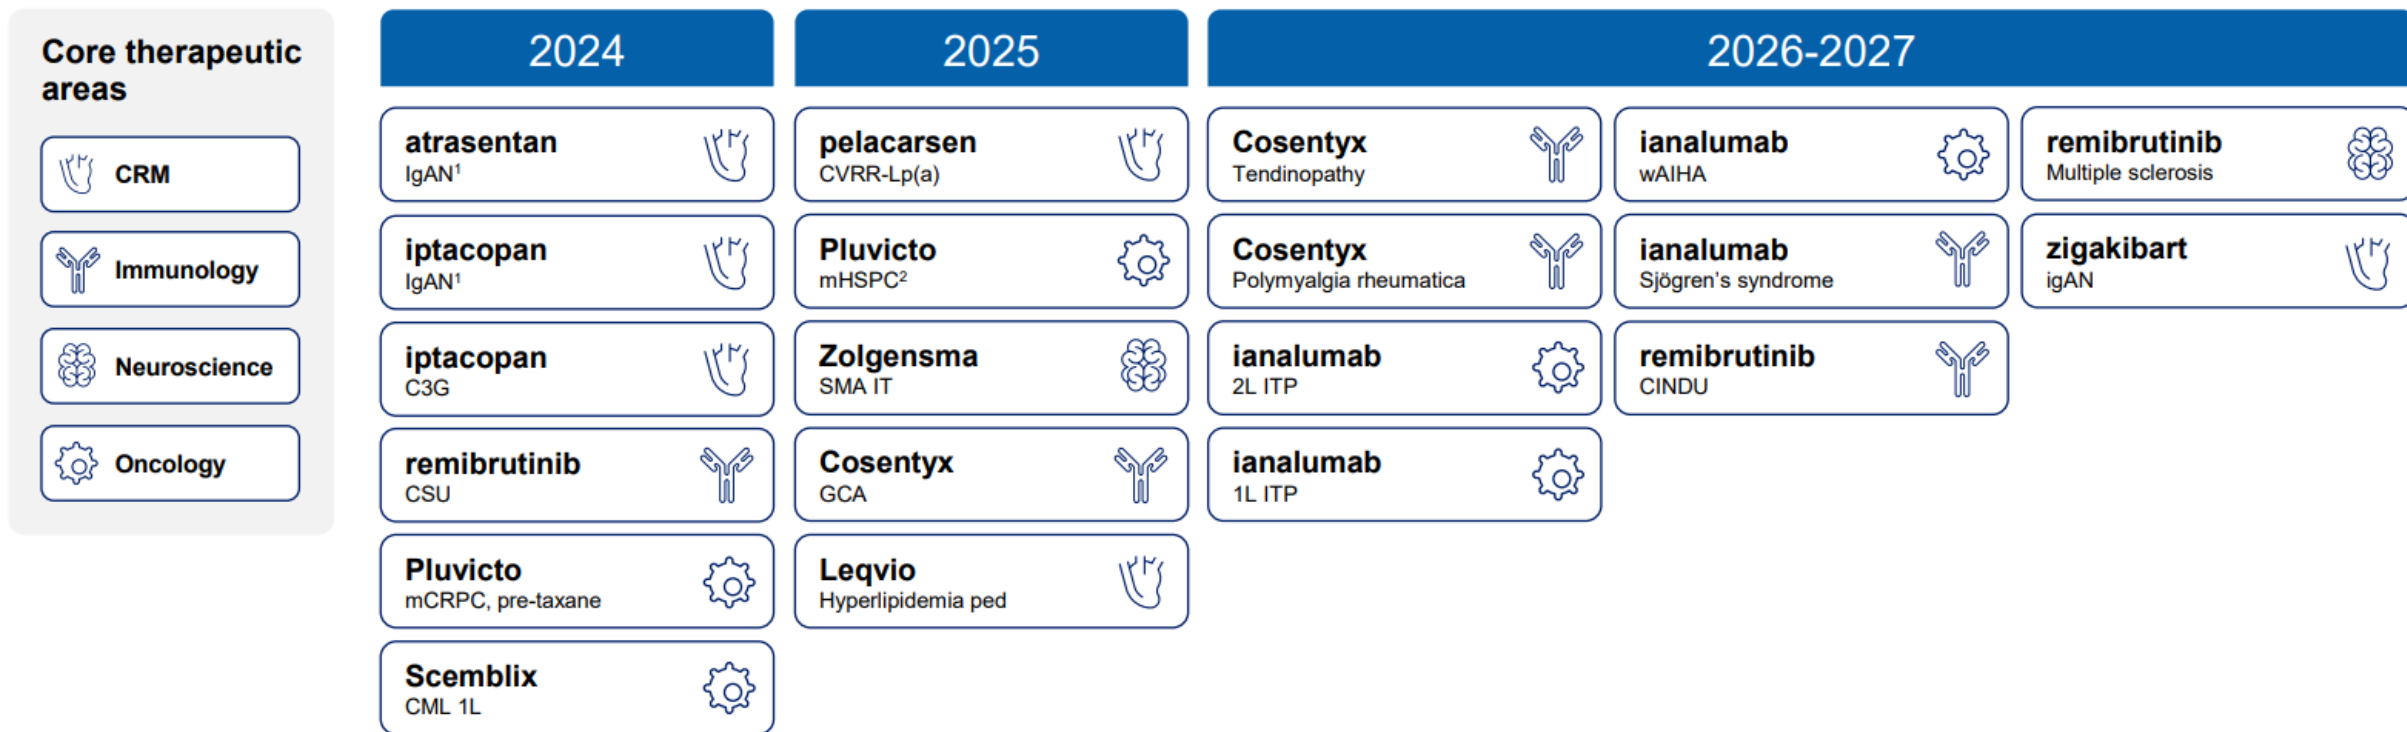 Core therapeutic
areas
CRM
Immunology
Neuroscience
Oncology
2024
atrasentan
IgAN¹
iptacopan
IgAN¹
iptacopan
C3G
remibrutinib
CSU
Pluvicto
mCRPC, pre-taxane
Scemblix
CML 1L
2025
pelacarsen
CVRR-Lp(a)
Pluvicto
mHSPC²
Zolgensma
SMA IT
Cosentyx
GCA
Leqvio
Hyperlipidemia ped
2026-2027
Cosentyx
Tendinopathy
Cosentyx
Polymyalgia rheumatica
ianalumab
2L ITP
ianalumab
1L ITP
ianalumab
wAIHA
ianalumab
Sjögren’s syndrome
remibrutinib
CINDU
remibrutinib
Multiple sclerosis
zigakibart
igAN